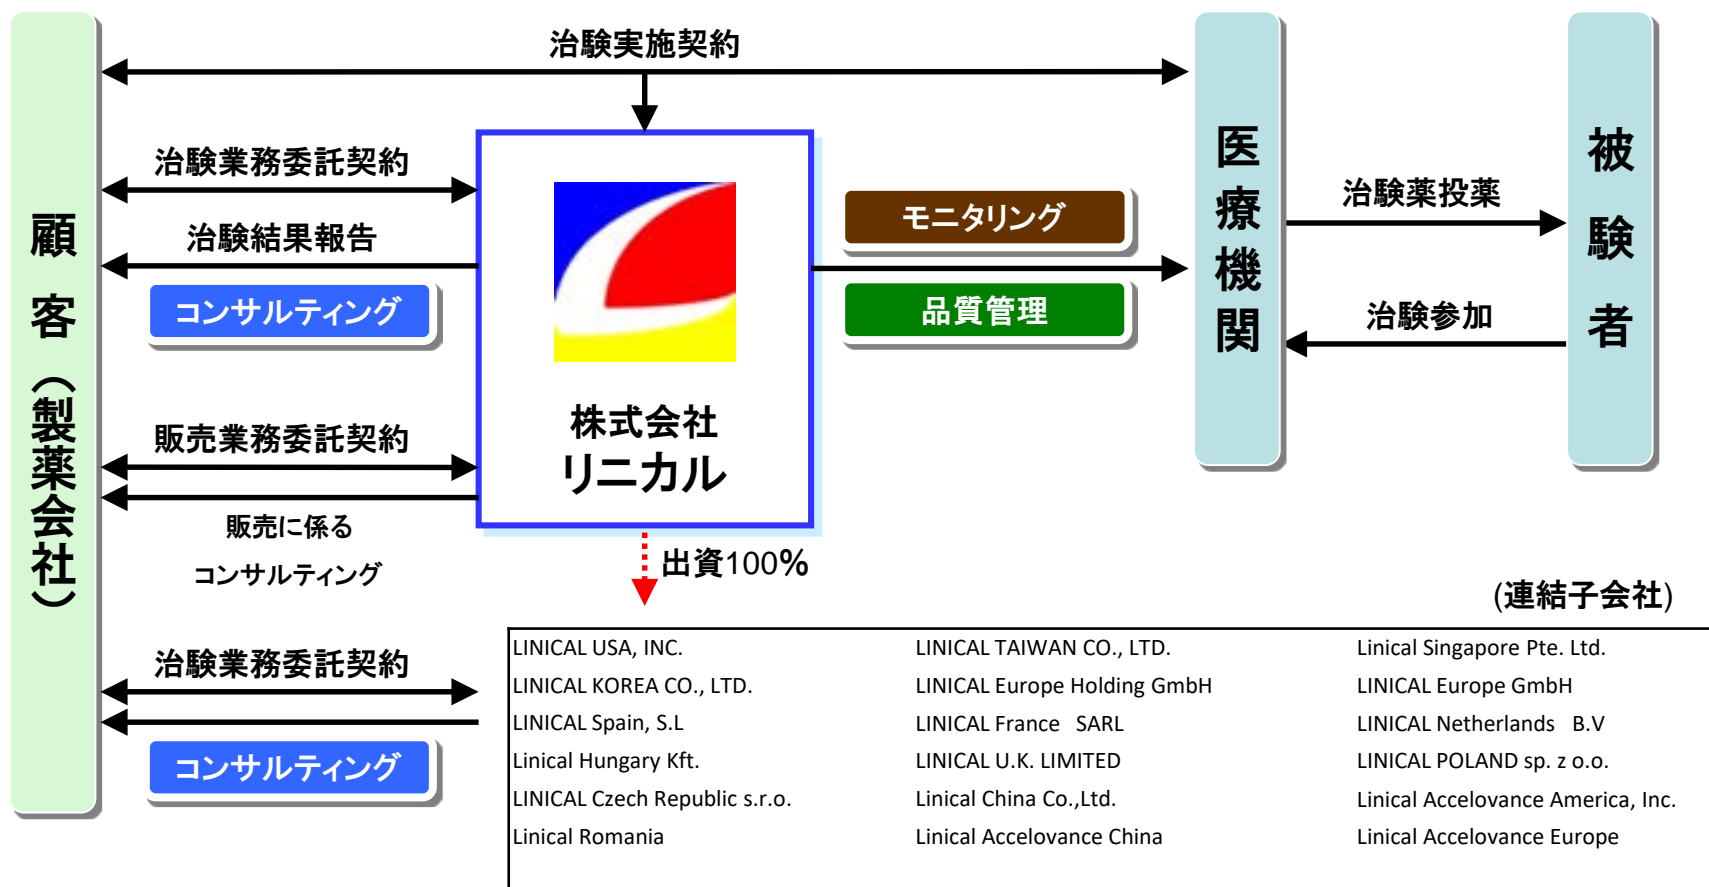 治験実施契約
顧客（製薬会社）
治験業務委託契約
治験結果報告
コンサルティング
販売業務委託契約
販売に係る
コンサルティング
株式会社
リニカル
モニタリング
品質管理
医療機関
治験薬投薬
治験参加
被験者
出資100%
(連結子会社)
治験業務委託契約
コンサルティング
LINICAL USA, INC.
LINICAL TAIWAN CO., LTD.
Linical Singapore Pte. Ltd.
LINICAL KOREA CO., LTD.
LINICAL Europe Holding GmbH
LINICAL Europe GmbH
LINICAL Spain, S.L
LINICAL France SARL
LINICAL Netherlands B.V
Linical Hungary Kft.
LINICAL U.K. LIMITED
LINICAL POLAND sp. z o.o.
LINICAL Czech Republic s.r.o.
Linical China Co.,Ltd.
Linical Accelovance America, Inc.
Linical Romania
Linical Accelovance China
Linical Accelovance Europe